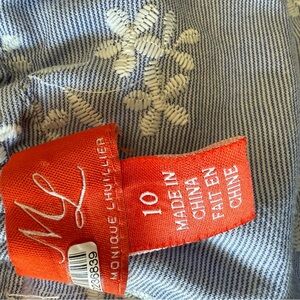 ML
MONIQUE LHUILLIER
10
MADE IN
CHINA
FAIT EN
CHINE